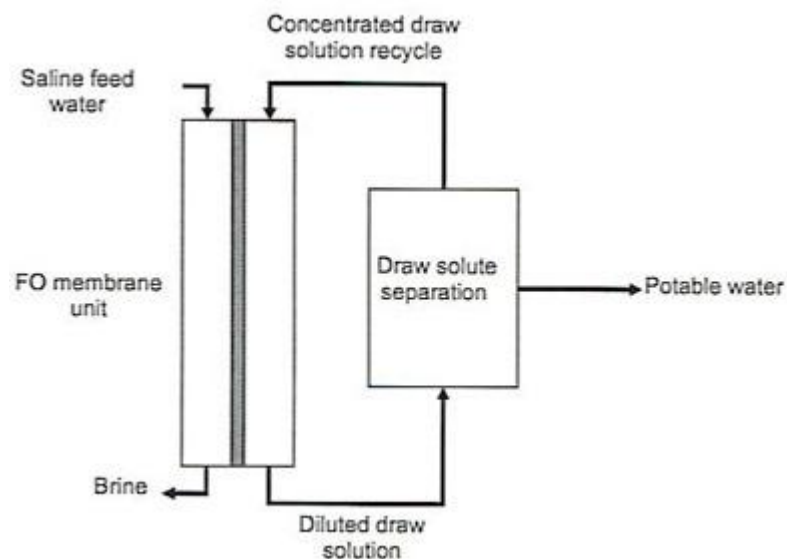 Concentrated draw
solution recycle
Saline feed
water
FO membrane
unit
Draw solute
separation
Potable water
Brine
Diluted draw
solution